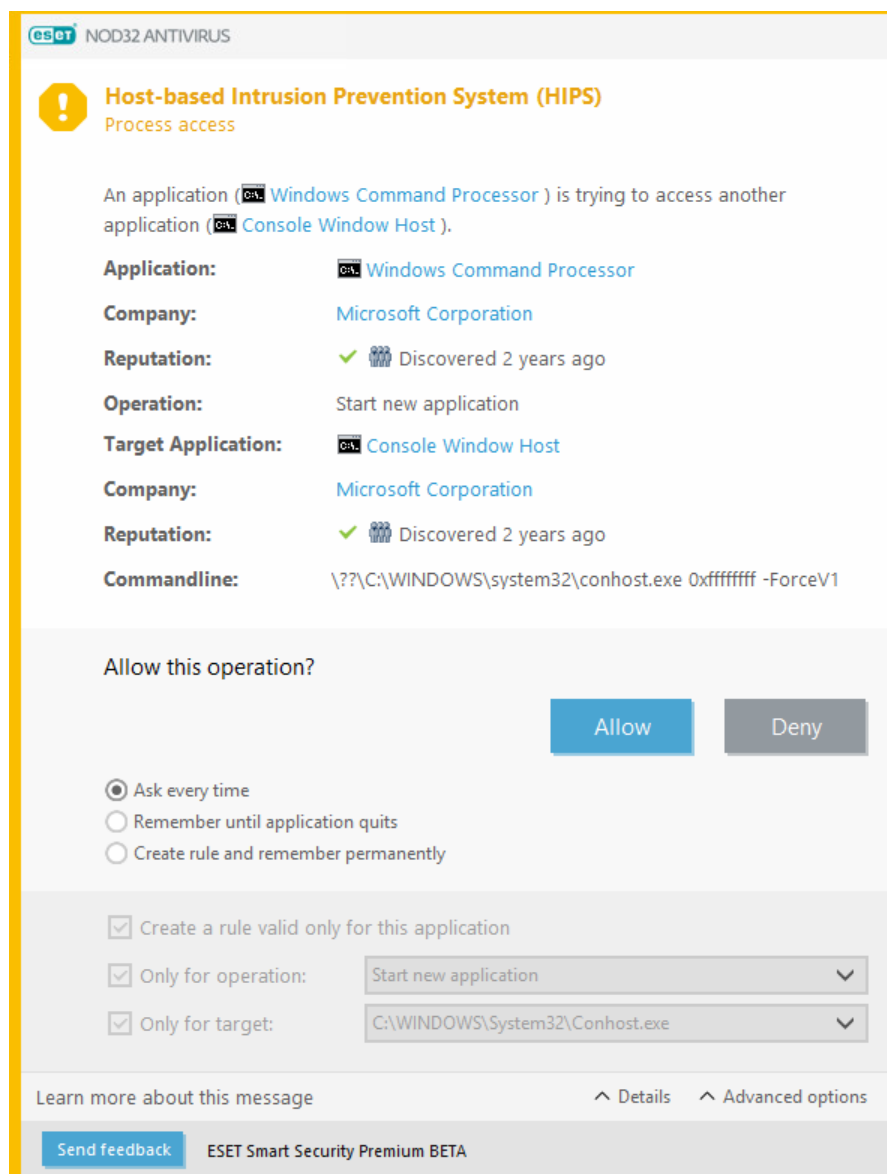 eset NOD32 ANTIVIRUS
Host-based Intrusion Prevention System (HIPS)
Process access
An application ( Windows Command Processor ) is trying to access another
application ( Console Window Host ).
Application: Windows Command Processor
Company: Microsoft Corporation
Reputation: Discovered 2 years ago
Operation: Start new application
Target Application: Console Window Host
Company: Microsoft Corporation
Reputation: Discovered 2 years ago
Commandline: \??\C:\WINDOWS\system32\conhost.exe 0xffffffff -ForceV1
Allow this operation?
Allow Deny
Ask every time
Remember until application quits
Create rule and remember permanently
Create a rule valid only for this application
Only for operation: Start new application
Only for target: C:\WINDOWS\System32\Conhost.exe
Learn more about this message Details Advanced options
Send feedback ESET Smart Security Premium BETA